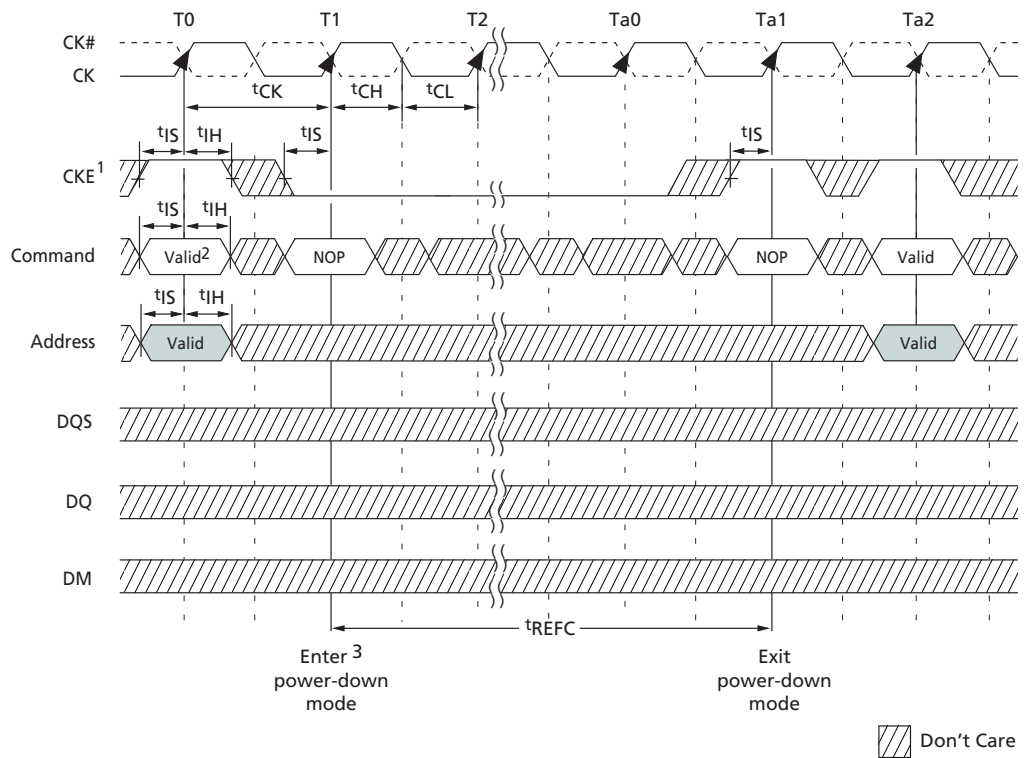 T0 T1 T2 Ta0 Ta1 Ta2
CK#
CK
tCK tCH tCL
tIS tIH tIS tIS
CKE1
tIS tIH
Command Valid2 NOP NOP Valid
tIS tIH
Address Valid Valid
DQS
DQ
DM
tREFC
Enter 3 Exit
power-down power-down
mode mode
Don't Care